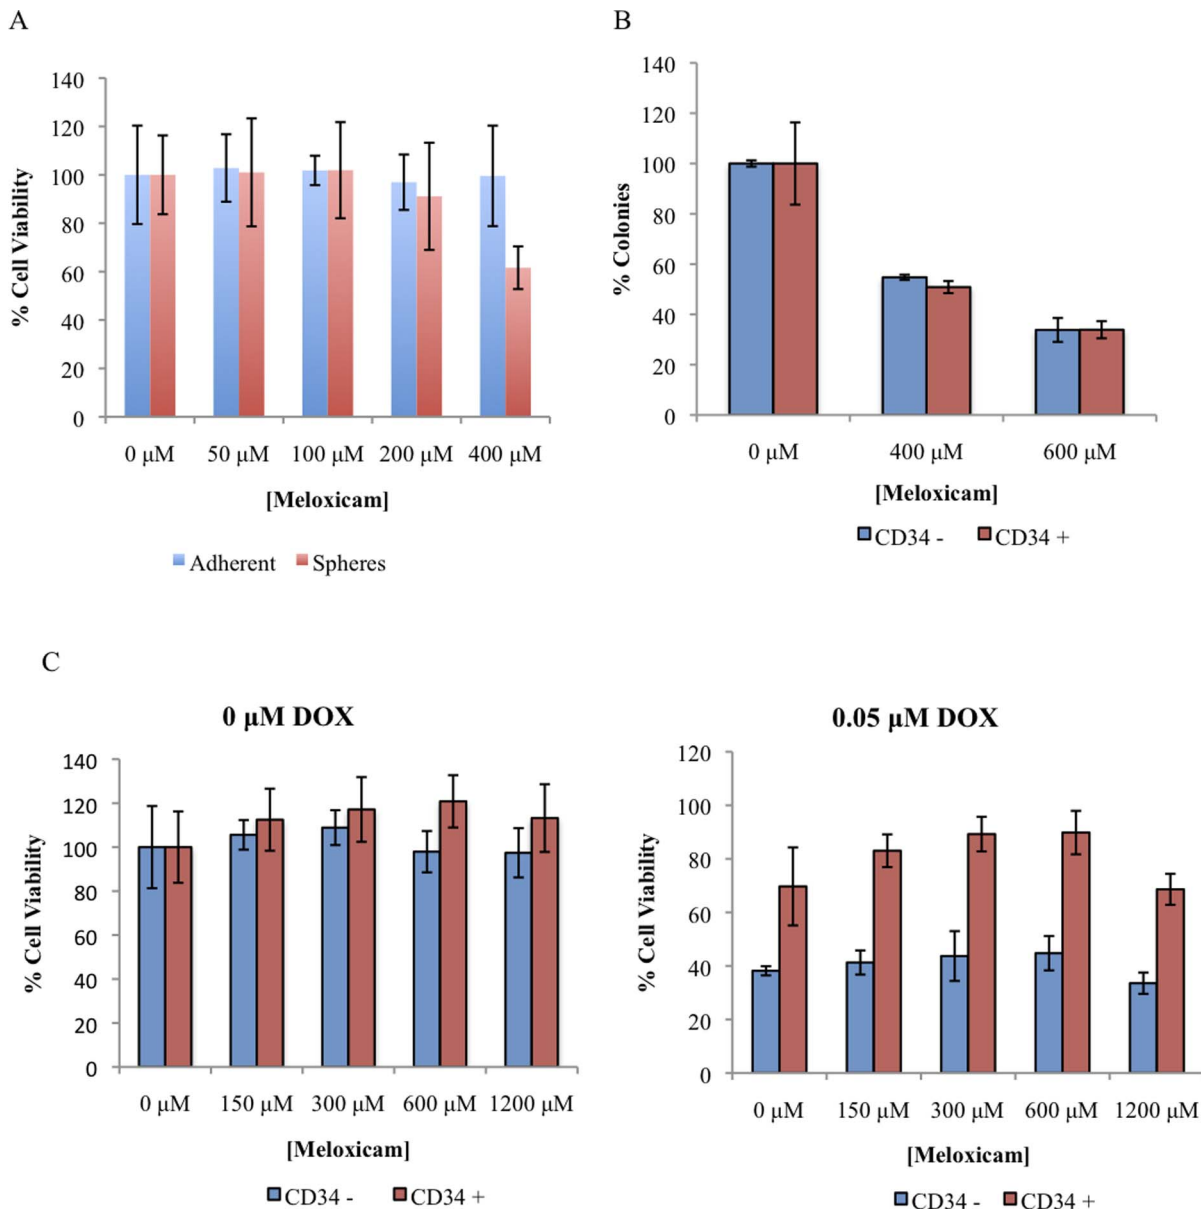 A
140
120
100
80
60
40
20
0
% Cell Viability
0 μM 50 μM 100 μM 200 μM 400 μM
[Meloxicam]
Adherent Spheres
B
140
120
100
80
60
40
20
0
% Colonies
0 μM 400 μM 600 μM
[Meloxicam]
CD34 - CD34 +
C
0 μM DOX
140
120
100
80
60
40
20
0
% Cell Viability
0 μM 150 μM 300 μM 600 μM 1200 μM
[Meloxicam]
CD34 - CD34 +
0.05 μM DOX
120
100
80
60
40
20
0
% Cell Viability
0 μM 150 μM 300 μM 600 μM 1200 μM
[Meloxicam]
CD34 - CD34 +